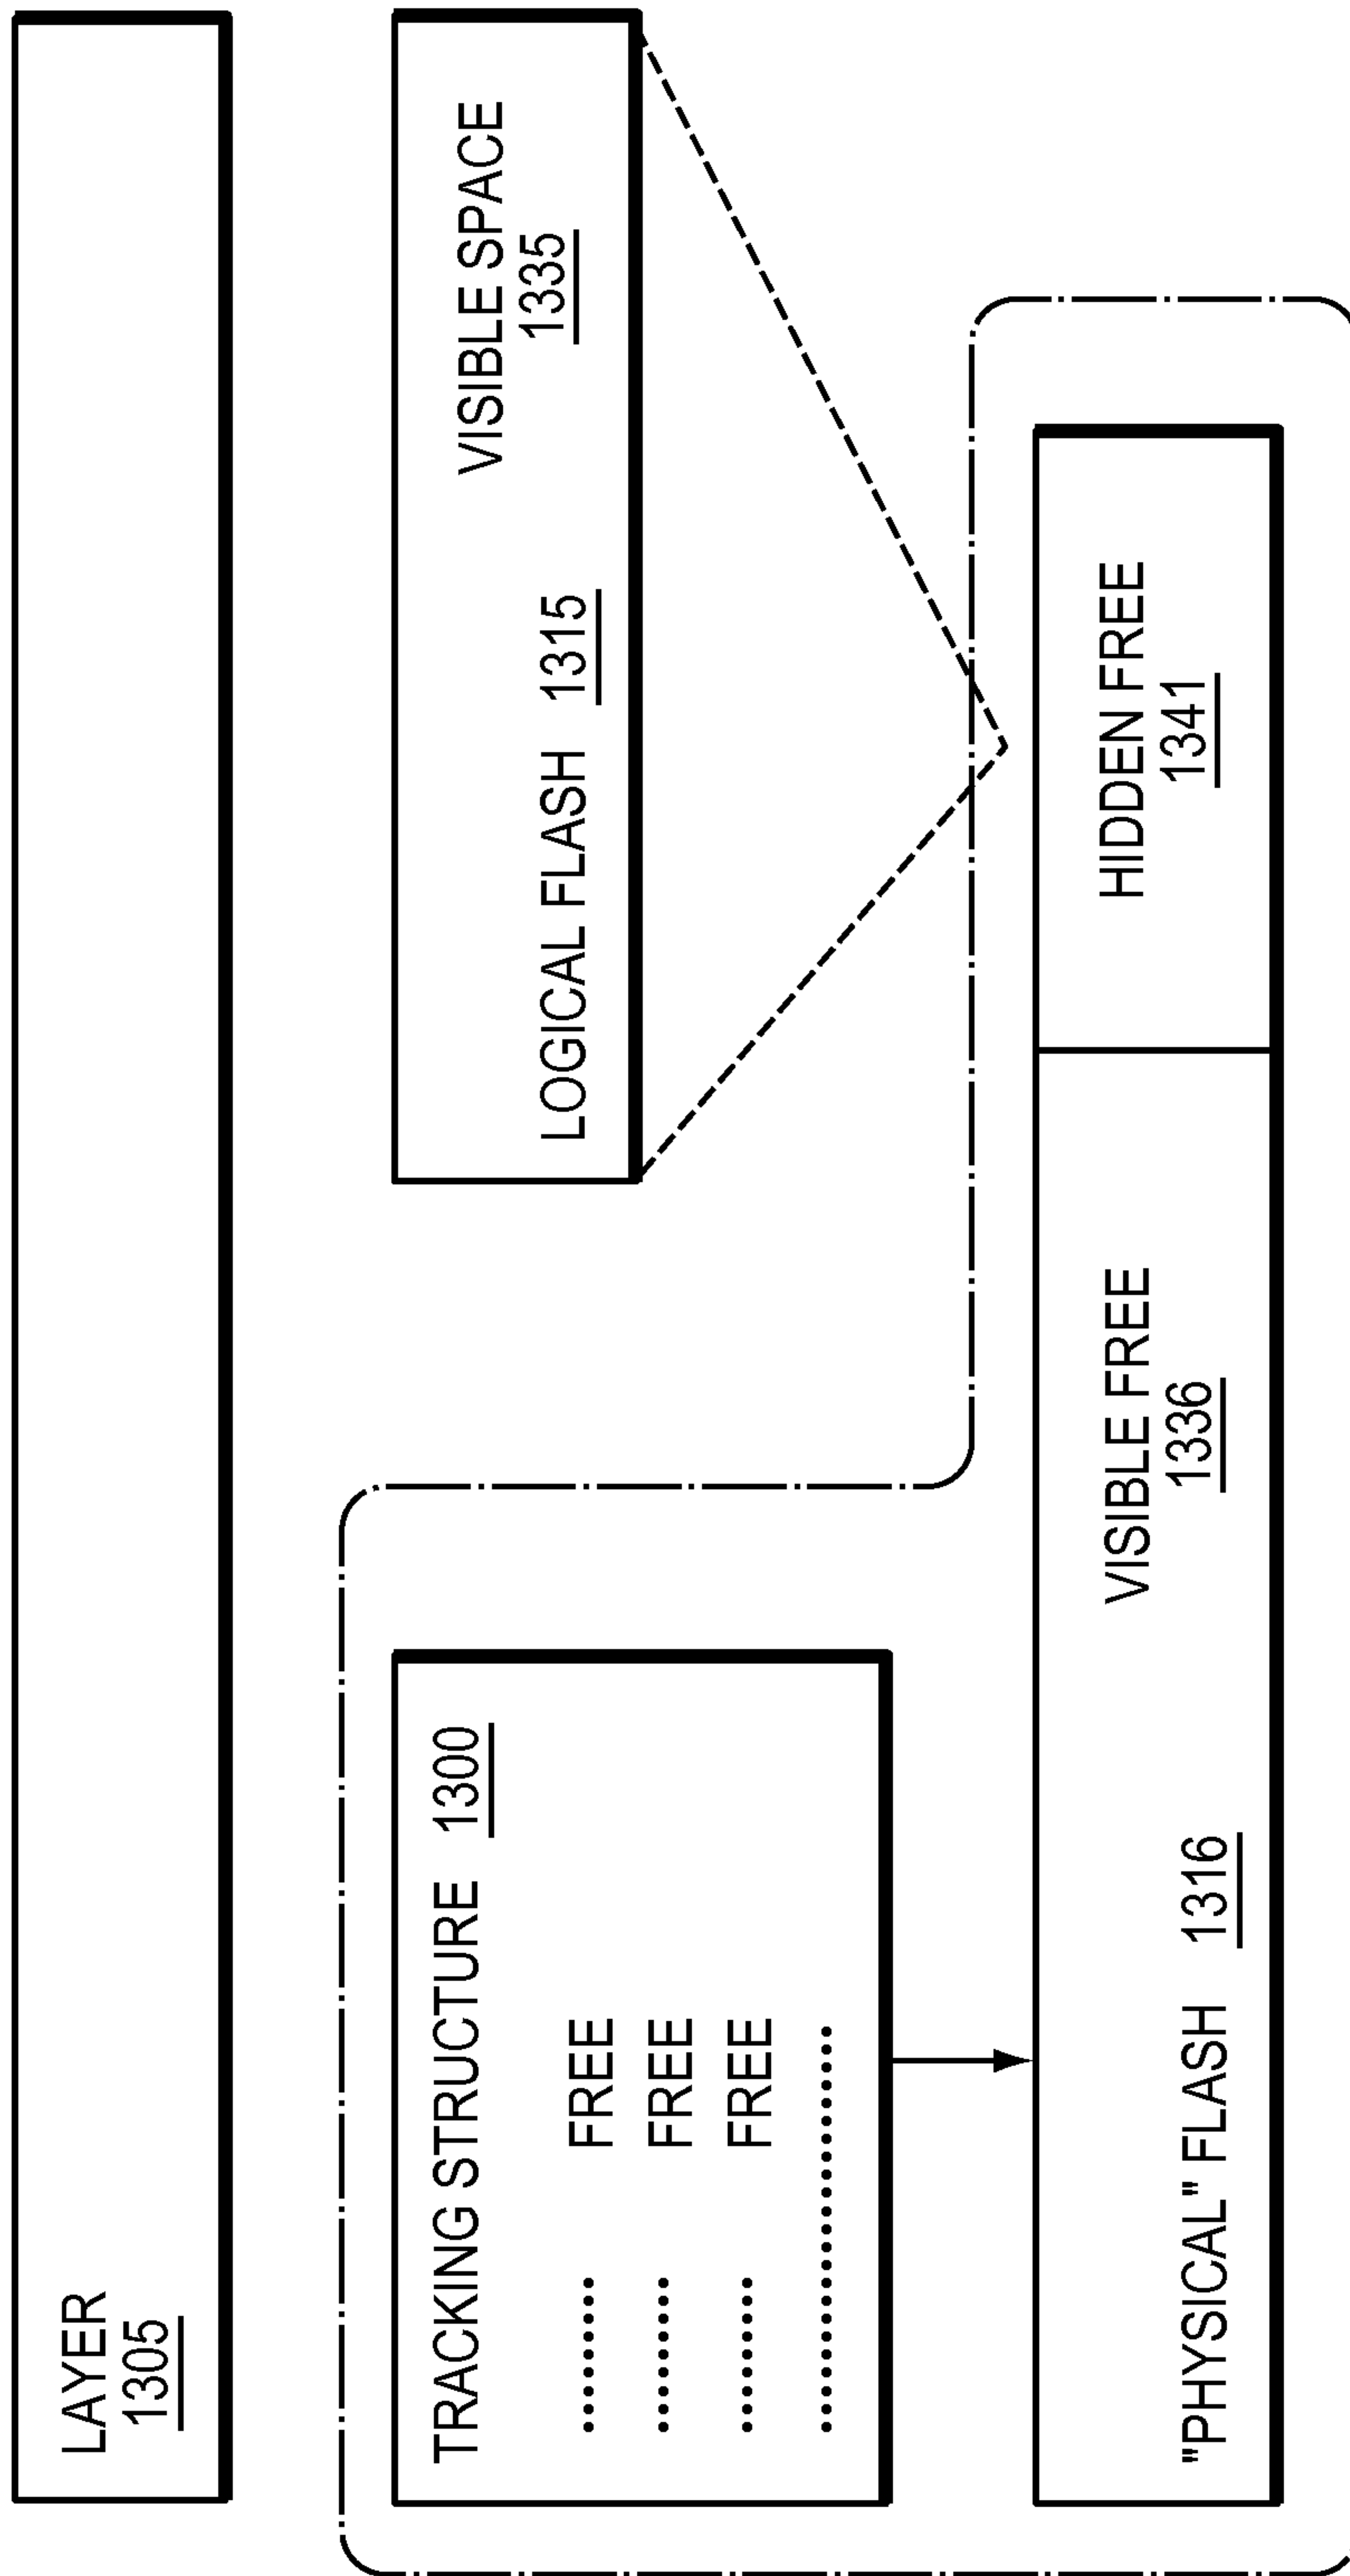 LAYER
1305
TRACKING STRUCTURE 1300
........ FREE
........ FREE
........ FREE
.......................
LOGICAL FLASH 1315
VISIBLE SPACE
1335
"PHYSICAL" FLASH 1316
VISIBLE FREE
1336
HIDDEN FREE
1341